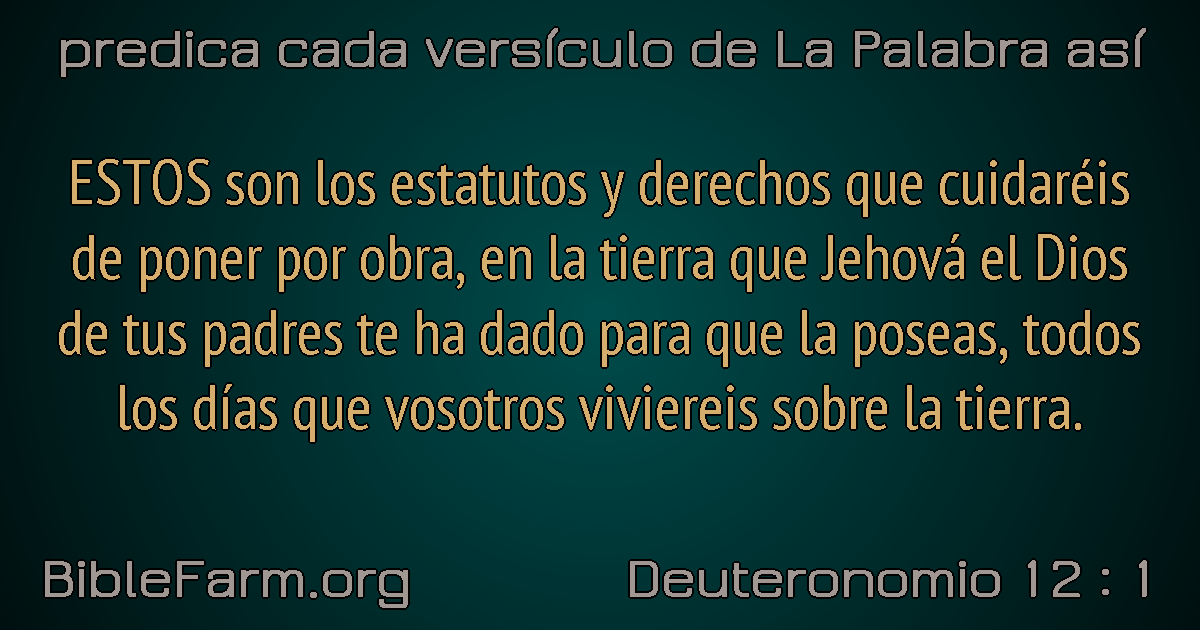 predica cada versículo de La Palabra así
ESTOS son los estatutos y derechos que cuidaréis
de poner por obra, en la tierra que Jehová el Dios
de tus padres te ha dado para que la poseas, todos
los días que vosotros viviereis sobre la tierra.
BibleFarm.org
Deuteronomio 12 : 1